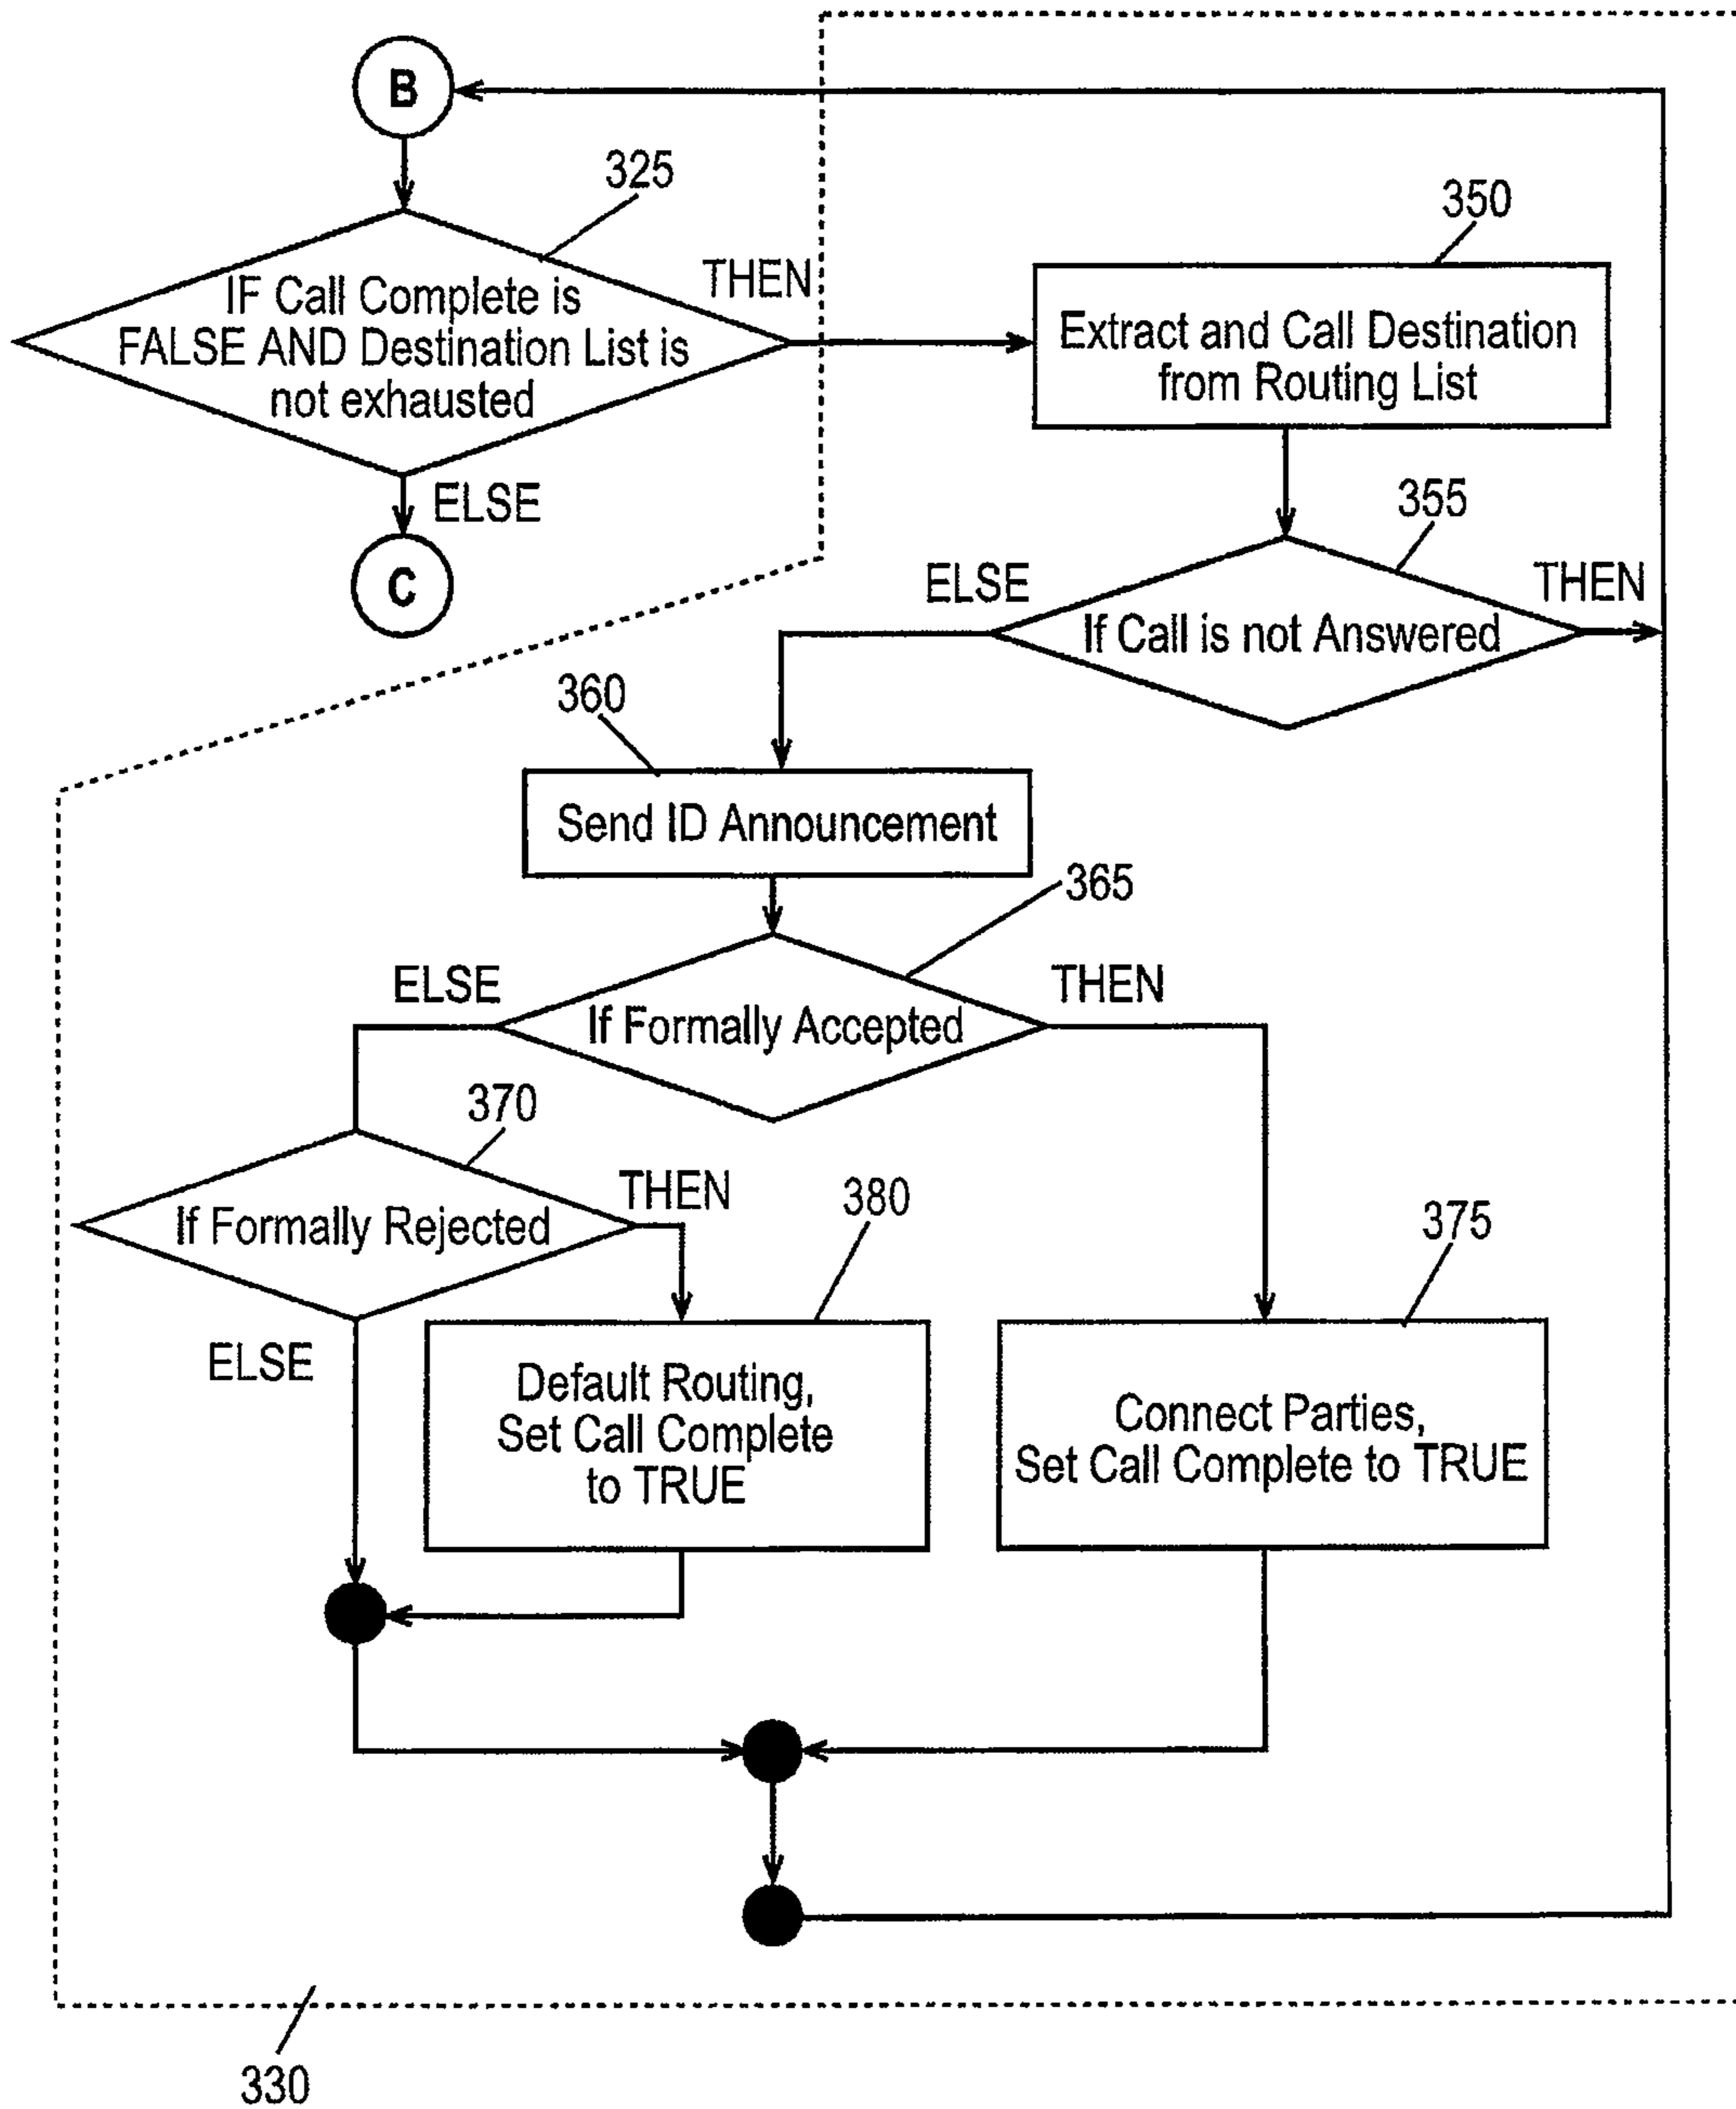 B
325
IF Call Complete is
FALSE AND Destination List is
not exhausted
THEN
ELSE
C
350
Extract and Call Destination
from Routing List
355
ELSE
If Call is not Answered
THEN
360
Send ID Announcement
365
ELSE
If Formally Accepted
THEN
370
If Formally Rejected
THEN
ELSE
380
Default Routing,
Set Call Complete
to TRUE
375
Connect Parties,
Set Call Complete to TRUE
330